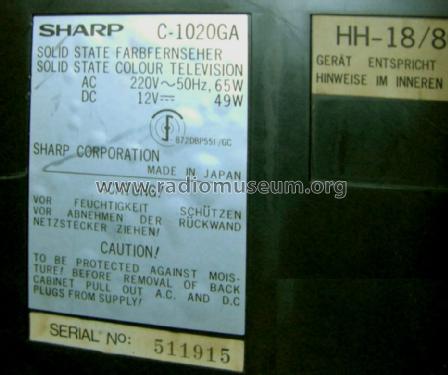 SHARP C-1020GA
SOLID STATE FARBFERNSEHER
SOLID STATE COLOUR TELEVISION
AC 220V~50Hz, 65W
DC 12V⎓ 49W
SHARP CORPORATION
MADE IN JAPAN
www.radiomuseum.org
VOR FEUCHTIGKEIT SCHÜTZEN
VOR ABNEHMEN DER RÜCKWAND
NETZSTECKER ZIEHEN!
CAUTION!
TO BE PROTECTED AGAINST MOIS-
TURE! BEFORE REMOVAL OF BACK
CABINET PULL OUT A.C. AND D.C
PLUGS FROM SUPPLY!
SERIAL No: 511915
HH-18/8
GERÄT ENTSPRICHT
HINWEISE IM INNEREN